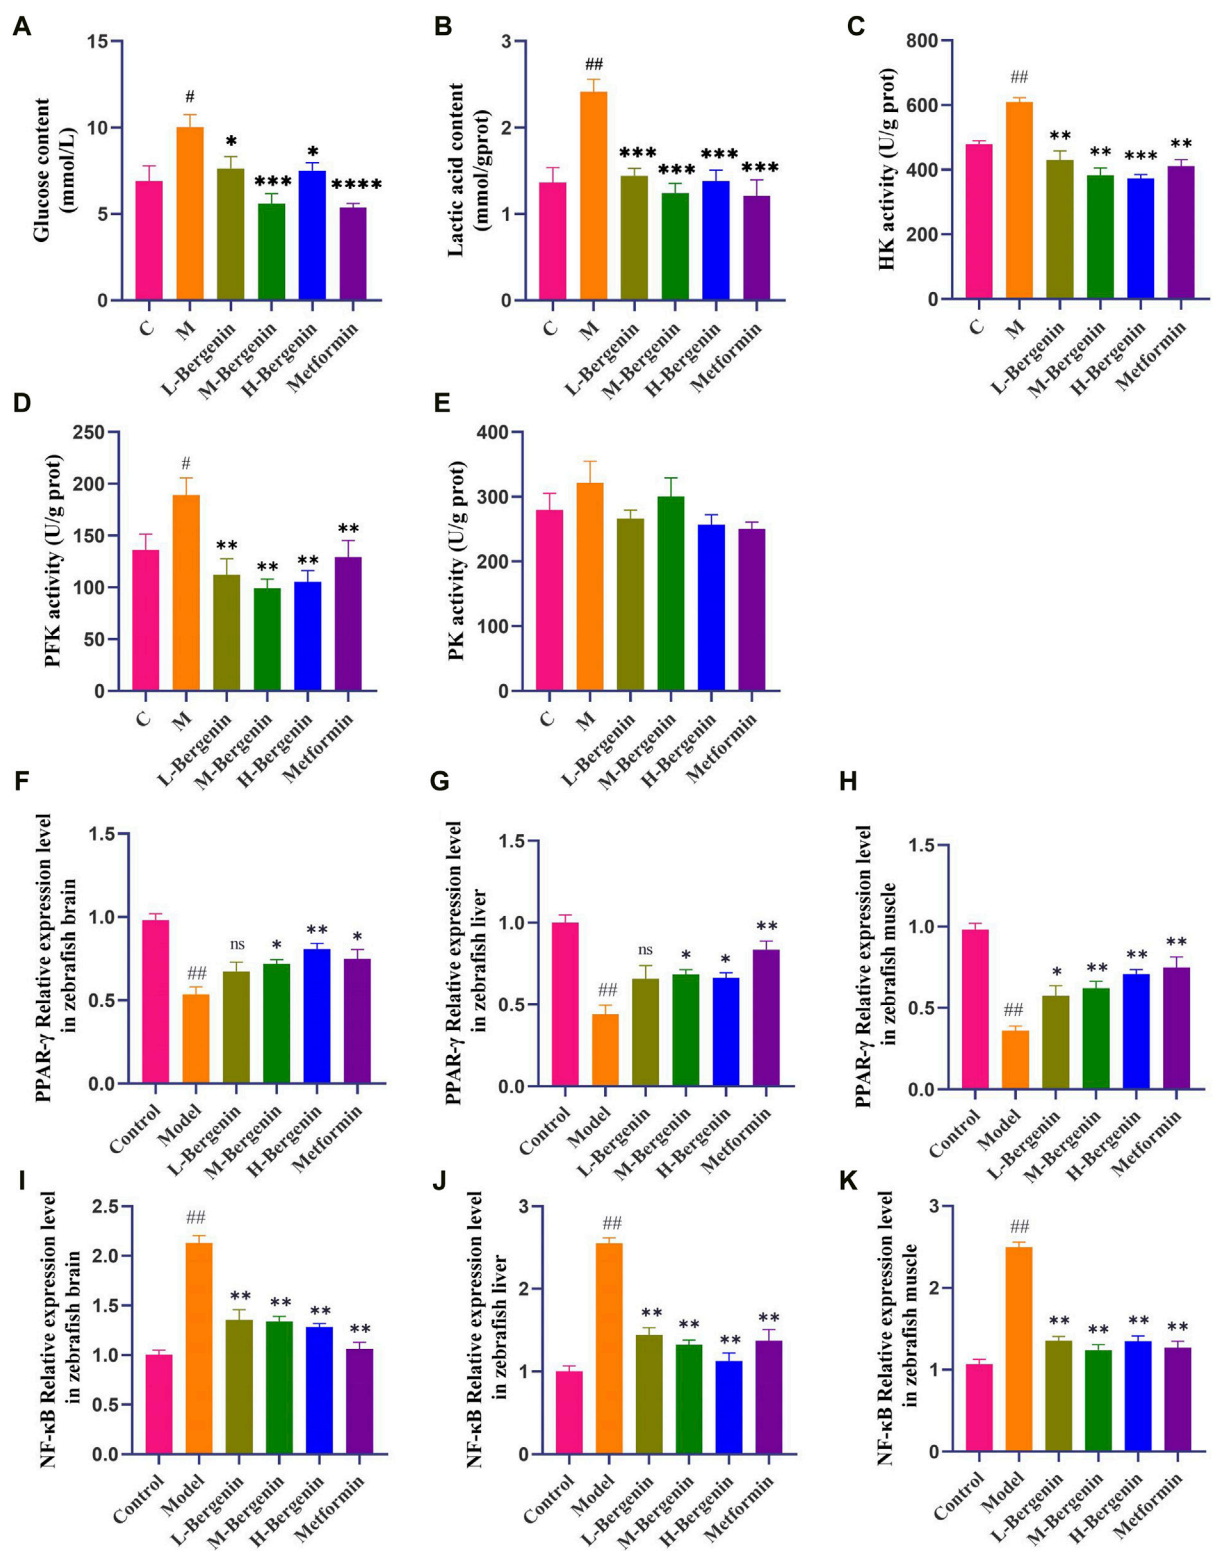 A
Glucose content
(mmol/L)
15
10
5
0
#
*
***
*
****
C
M
L-Bergenin
M-Bergenin
H-Bergenin
Metformin
B
Lactic acid content
(mmol/gprot)
3
2
1
0
##
***
***
***
***
C
M
L-Bergenin
M-Bergenin
H-Bergenin
Metformin
C
HK activity (U/g prot)
800
600
400
200
0
##
**
**
***
**
C
M
L-Bergenin
M-Bergenin
H-Bergenin
Metformin
D
PFK activity (U/g prot)
250
200
150
100
50
0
#
**
**
**
**
C
M
L-Bergenin
M-Bergenin
H-Bergenin
Metformin
E
PK activity (U/g prot)
400
300
200
100
0
C
M
L-Bergenin
M-Bergenin
H-Bergenin
Metformin
F
PPAR-γ Relative expression level
in zebrafish brain
1.5
1.0
0.5
0.0
##
ns
*
**
*
Control
Model
L-Bergenin
M-Bergenin
H-Bergenin
Metformin
G
PPAR-γ Relative expression level
in zebrafish liver
1.5
1.0
0.5
0.0
##
ns
*
*
**
Control
Model
L-Bergenin
M-Bergenin
H-Bergenin
Metformin
H
PPAR-γ Relative expression level
in zebrafish muscle
1.5
1.0
0.5
0.0
##
*
**
**
**
Control
Model
L-Bergenin
M-Bergenin
H-Bergenin
Metformin
I
NF-κB Relative expression level
in zebrafish brain
2.5
2.0
1.5
1.0
0.5
0.0
##
**
**
**
**
Control
Model
L-Bergenin
M-Bergenin
H-Bergenin
Metformin
J
NF-κB Relative expression level
in zebrafish liver
3
2
1
0
##
**
**
**
**
Control
Model
L-Bergenin
M-Bergenin
H-Bergenin
Metformin
K
NF-κB Relative expression level
in zebrafish muscle
3
2
1
0
##
**
**
**
**
Control
Model
L-Bergenin
M-Bergenin
H-Bergenin
Metformin